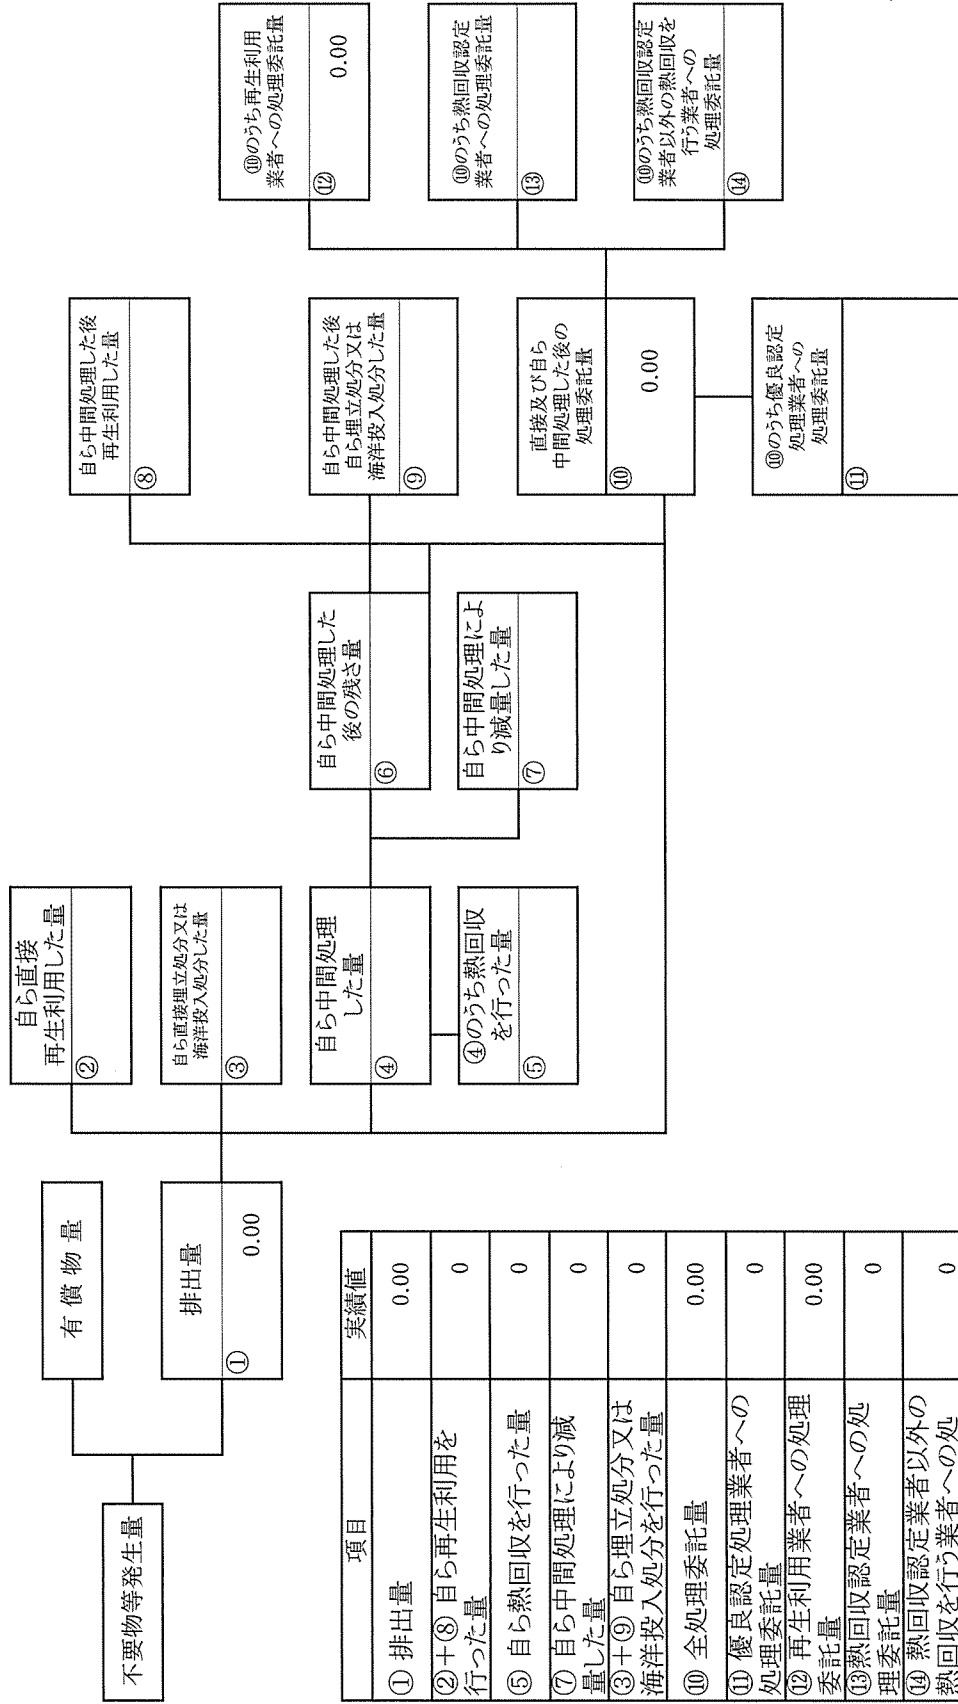 不要物等発生量
有償物量
排出量
①
0.00
自ら直接
再生利用した量
②
自ら直接埋立処分又は
海洋投入処分した量
③
自ら中間処理
した量
④
④のうち熱回収
を行った量
⑤
自ら中間処理した
後の残さ量
⑥
自ら中間処理によ
り減量した量
⑦
自ら中間処理した後
再生利用した量
⑧
自ら中間処理した後
自ら埋立処分又は
海洋投入処分した量
⑨
直接及び自ら
中間処理した後の
処理委託量
⑩
0.00
⑩のうち優良認定
処理業者への
処理委託量
⑪
⑩のうち再生利用
業者への処理委託量
⑫
0.00
⑩のうち熱回収認定
業者への処理委託量
⑬
⑩のうち熱回収認定
業者以外の熱回収を
行う業者への
処理委託量
⑭
項目 実績値
① 排出量 0.00
②+⑧ 自ら再生利用を
行った量 0
⑤ 自ら熱回収を行った量 0
⑦ 自ら中間処理により減
量した量 0
③+⑨ 自ら埋立処分又は
海洋投入処分を行った量 0
⑩ 全処理委託量 0.00
⑪ 優良認定処理業者への
処理委託量 0
⑫ 再生利用業者への処理
委託量 0.00
⑬熱回収認定業者への処
理委託量 0
⑭ 熱回収認定業者以外の
熱回収を行う業者への処 0